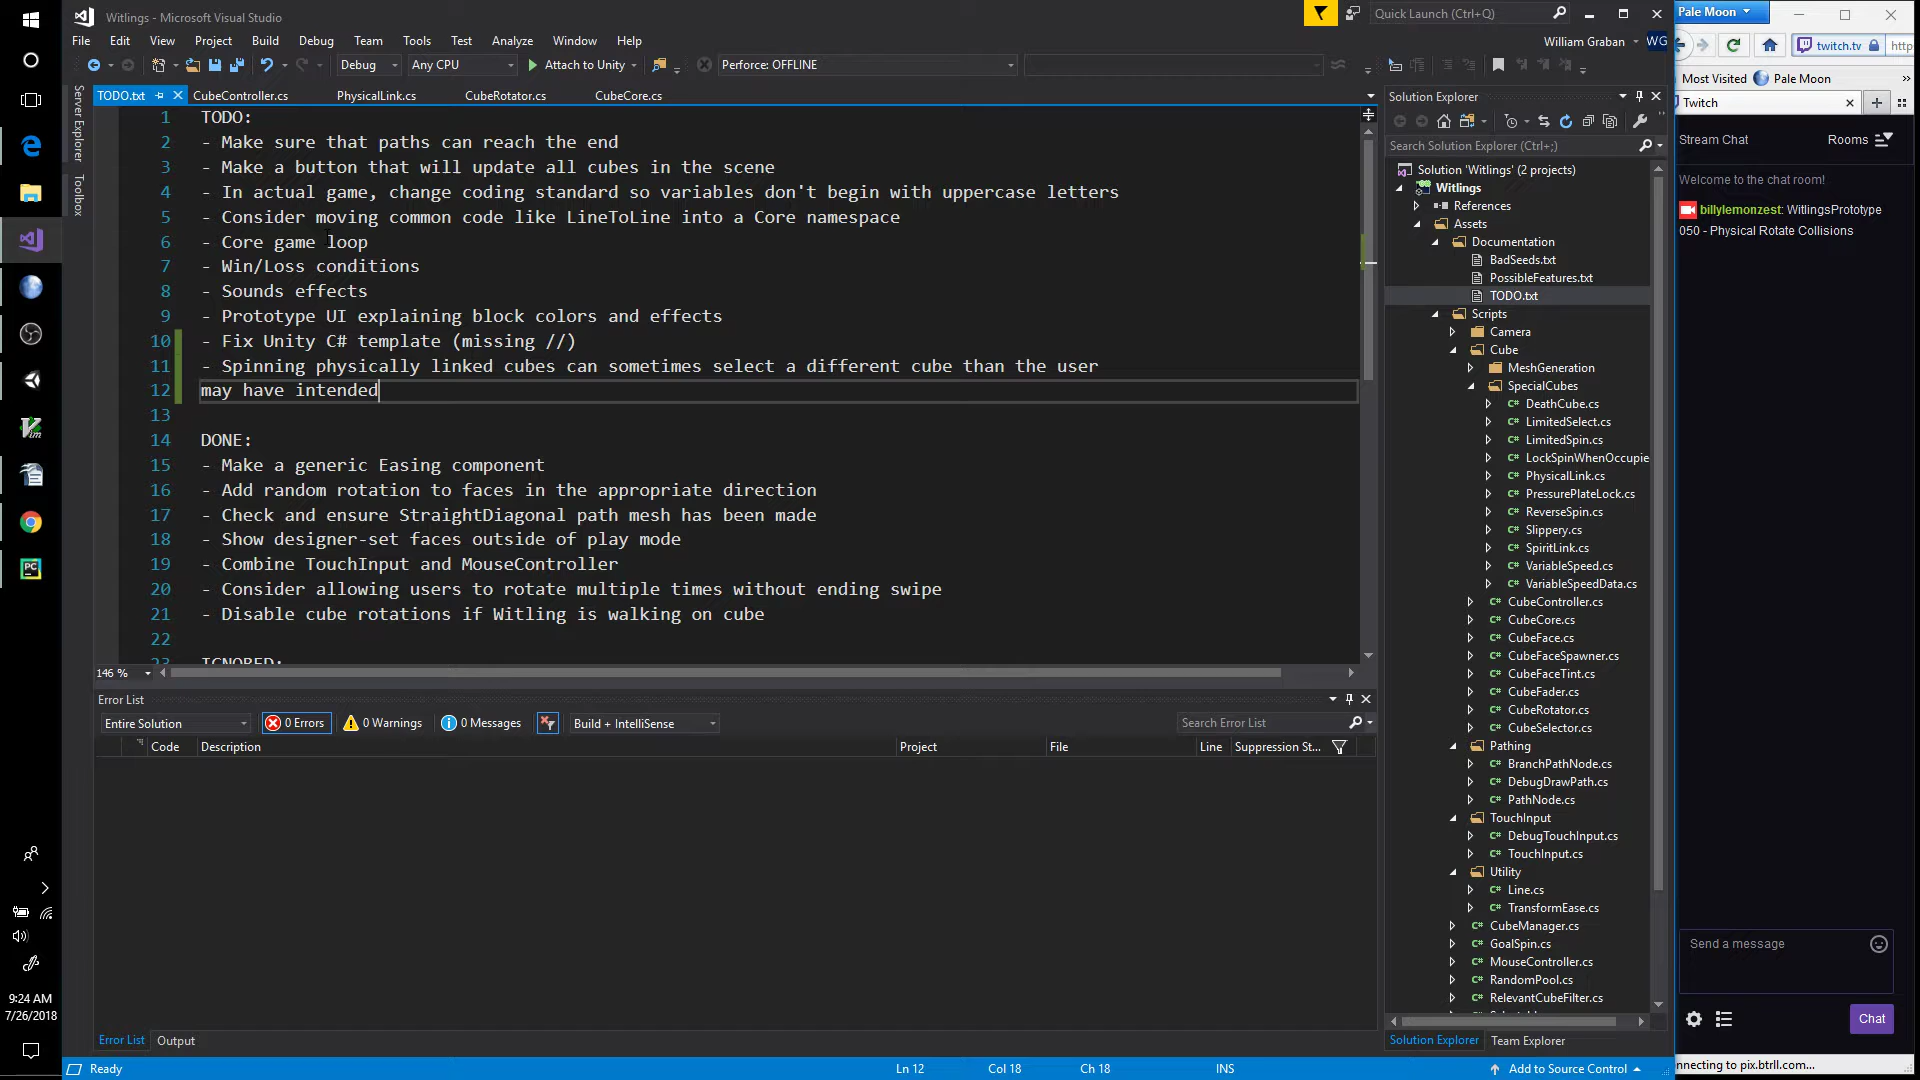 Witlings - Microsoft Visual Studio
Quick Launch (Ctrl+Q)
File Edit View Project Build Debug Team Tools Test Analyze Window Help
William Graban WG
Debug Any CPU Attach to Unity Perforce: OFFLINE
Server Explorer
Toolbox
TODO.txt CubeController.cs PhysicalLink.cs CubeRotator.cs CubeCore.cs
1 TODO:
2 - Make sure that paths can reach the end
3 - Make a button that will update all cubes in the scene
4 - In actual game, change coding standard so variables don't begin with uppercase letters
5 - Consider moving common code like LineToLine into a Core namespace
6 - Core game loop
7 - Win/Loss conditions
8 - Sounds effects
9 - Prototype UI explaining block colors and effects
10 - Fix Unity C# template (missing //)
11 - Spinning physically linked cubes can sometimes select a different cube than the user
12 may have intended
13
14 DONE:
15 - Make a generic Easing component
16 - Add random rotation to faces in the appropriate direction
17 - Check and ensure StraightDiagonal path mesh has been made
18 - Show designer-set faces outside of play mode
19 - Combine TouchInput and MouseController
20 - Consider allowing users to rotate multiple times without ending swipe
21 - Disable cube rotations if Witling is walking on cube
22
23 IGNORED:
146 %
Error List
Entire Solution 0 Errors 0 Warnings 0 Messages Build + IntelliSense Search Error List
Code Description Project File Line Suppression St...
Error List Output
Ready Ln 12 Col 18 Ch 18 INS Add to Source Control
Solution Explorer
Search Solution Explorer (Ctrl+;)
Solution 'Witlings' (2 projects)
Witlings
References
Assets
Documentation
BadSeeds.txt
PossibleFeatures.txt
TODO.txt
Scripts
Camera
Cube
MeshGeneration
SpecialCubes
C# DeathCube.cs
C# LimitedSelect.cs
C# LimitedSpin.cs
C# LockSpinWhenOccupie
C# PhysicalLink.cs
C# PressurePlateLock.cs
C# ReverseSpin.cs
C# Slippery.cs
C# SpiritLink.cs
C# VariableSpeed.cs
C# VariableSpeedData.cs
C# CubeController.cs
C# CubeCore.cs
C# CubeFace.cs
C# CubeFaceSpawner.cs
C# CubeFaceTint.cs
C# CubeFader.cs
C# CubeRotator.cs
C# CubeSelector.cs
Pathing
C# BranchPathNode.cs
C# DebugDrawPath.cs
C# PathNode.cs
TouchInput
C# DebugTouchInput.cs
C# TouchInput.cs
Utility
C# Line.cs
C# TransformEase.cs
C# CubeManager.cs
C# GoalSpin.cs
C# MouseController.cs
C# RandomPool.cs
C# RelevantCubeFilter.cs
Solution Explorer Team Explorer
Pale Moon
twitch.tv http
Most Visited Pale Moon
Twitch
Stream Chat Rooms
Welcome to the chat room!
billylemonzest: WitlingsPrototype
050 - Physical Rotate Collisions
Send a message
Chat
nnecting to pix.btrll.com...
PC
9:24 AM
7/26/2018